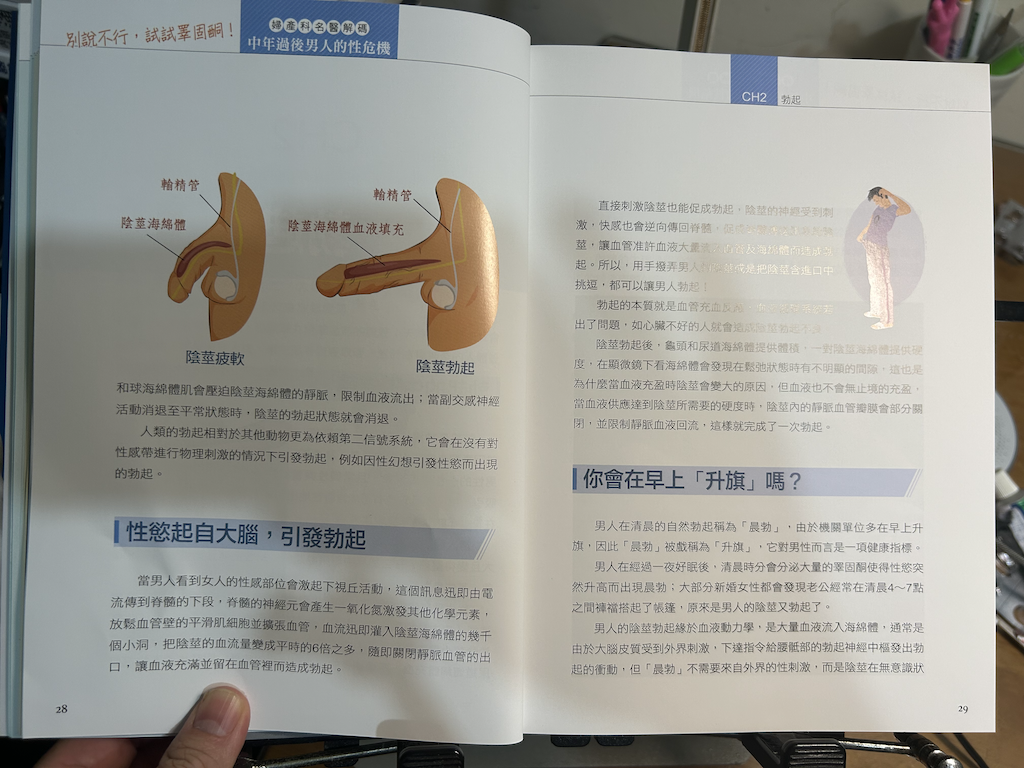 別說不行，試試睪固酮！
婦產科名醫解碼
中年過後男人的性危機
輸精管
陰莖海綿體
陰莖疲軟
輸精管
陰莖海綿體血液填充
陰莖勃起
和球海綿體肌會壓迫陰莖海綿體的靜脈，限制血液流出；當副交感神經
活動消退至平常狀態時，陰莖的勃起狀態就會消退。
人類的勃起相對於其他動物更為依賴第二信號系統，它會在沒有對
性感帶進行物理刺激的情況下引發勃起，例如因性幻想引發性慾而出現
的勃起。
性慾起自大腦，引發勃起
當男人看到女人的性感部位會激起下視丘活動，這個訊息迅即由電
流傳到脊髓的下段，脊髓的神經元會產生一氧化氮激發其他化學元素，
放鬆血管壁的平滑肌細胞並擴張血管，血流迅即灌入陰莖海綿體的幾千
個小洞，把陰莖的血流量變成平時的6倍之多，隨即關閉靜脈血管的出
口，讓血液充滿並留在血管裡而造成勃起。
28
CH2
勃起
直接刺激陰莖也能促成勃起，陰莖的神經受到刺
激，快感也會逆向傳回脊髓，
莖，讓血管准許血液大量
起。所以，用手撥弄男人 或是把陰莖含進口中
挑逗，都可以讓男人勃起！
勃起的本質就是血管充血
出了問題，如心臟不好的人就會造成陰莖勃起不良。
陰莖勃起後，龜頭和尿道海綿體提供體積，一對陰莖海綿體提供硬
度，在顯微鏡下看海綿體會發現在鬆弛狀態時有不明顯的間隙，這也是
為什麼當血液充盈時陰莖會變大的原因，但血液也不會無止境的充盈，
當血液供應達到陰莖所需要的硬度時，陰莖內的靜脈血管瓣膜會部分關
閉，並限制靜脈血液回流，這樣就完成了一次勃起。
你會在早上「升旗」嗎？
男人在清晨的自然勃起稱為「晨勃」，由於機關單位多在早上升
旗，因此「晨勃」被戲稱為「升旗」，它對男性而言是一項健康指標。
男人在經過一夜好眠後，清晨時分會分泌大量的睪固酮使得性慾突
然升高而出現晨勃；大部分新婚女性都會發現老公經常在清晨4～7點
之間褲襠搭起了帳篷，原來是男人的陰莖又勃起了。
男人的陰莖勃起緣於血液動力學，是大量血液流入海綿體，通常是
由於大腦皮質受到外界刺激，下達指令給腰骶部的勃起神經中樞發出勃
起的衝動，但「晨勃」不需要來自外界的性刺激，而是陰莖在無意識狀
29